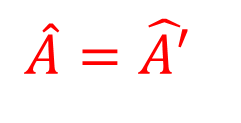 Â = Â′